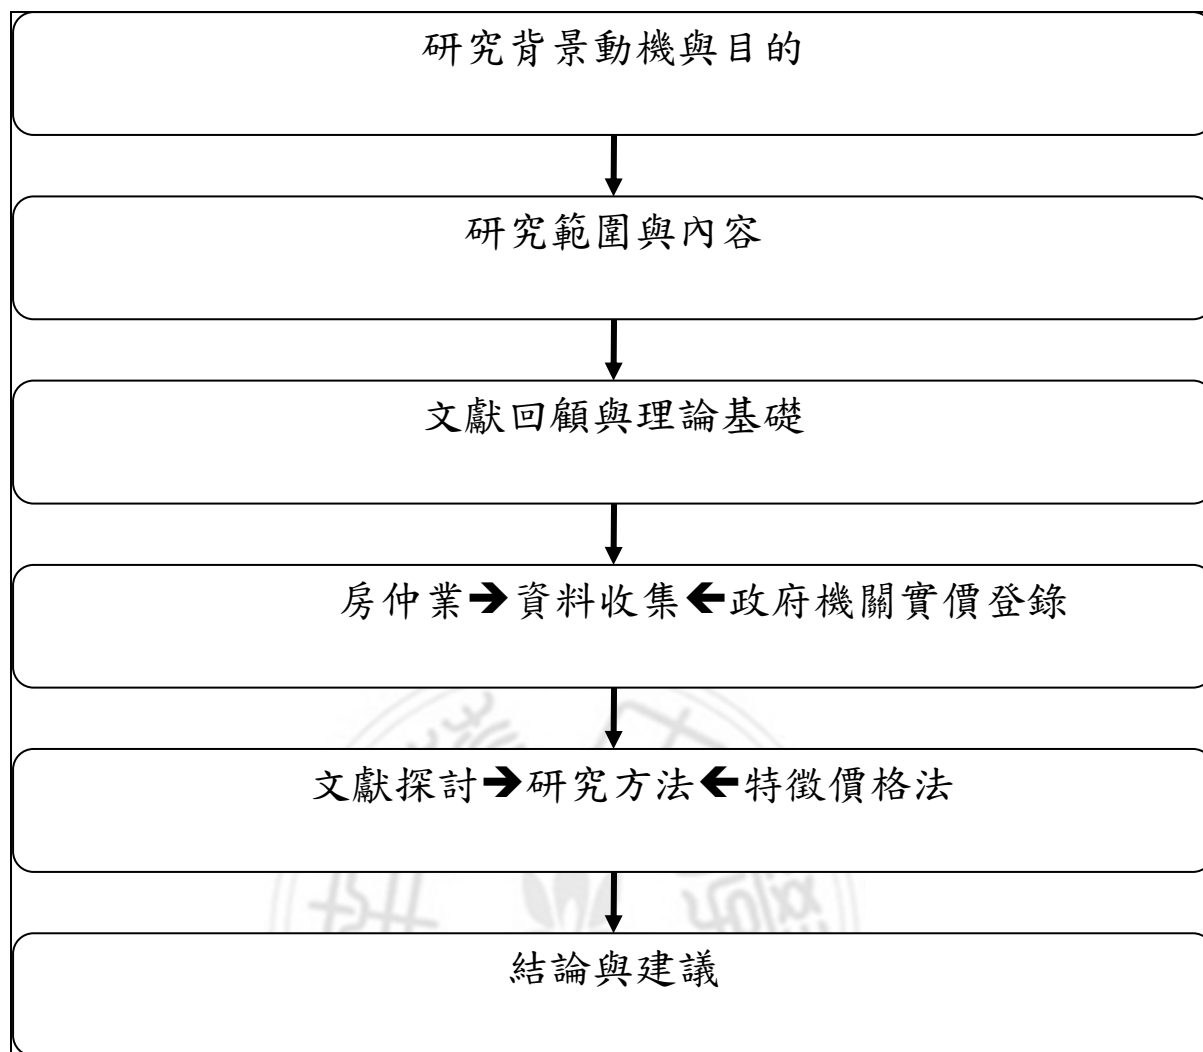 研究背景動機與目的
研究範圍與內容
文獻回顧與理論基礎
房仲業➔資料收集🡸政府機關實價登錄
文獻探討➔研究方法🡸特徵價格法
結論與建議